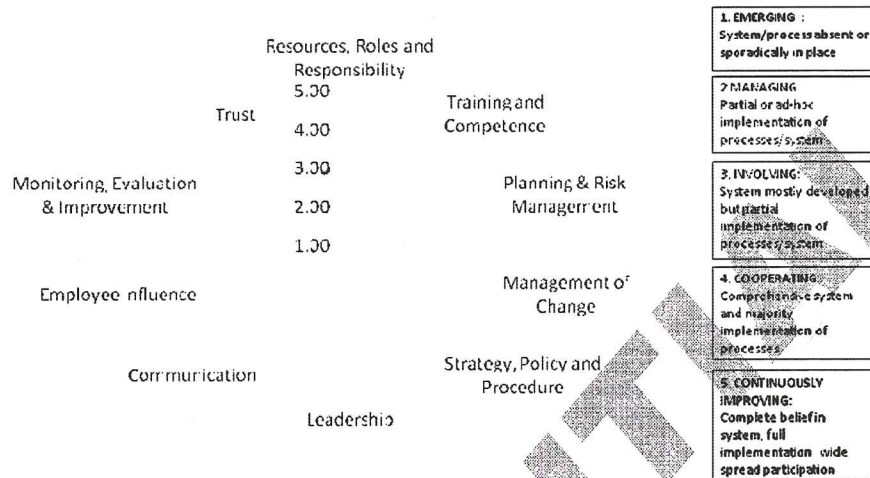 Resources, Roles and
Responsibility
5.00
4.00
3.00
2.00
1.00
Training and
Competence
Planning & Risk
Management
Management of
Change
Strategy, Policy and
Procedure
Leadership
Communication
Employee Influence
Monitoring, Evaluation
& Improvement
Trust
1. EMERGING :
System/process absent or
sporadically in place
2 MANAGING
Partial or ad-hoc
implementation of
processes/system
3. INVOLVING:
System mostly developed
but partial
implementation of
processes/system
4. COOPERATING
Comprehensive system
and majority
implementation of
processes
5. CONTINUOUSLY
IMPROVING:
Complete belief in
system, full
implementation wide
spread participation